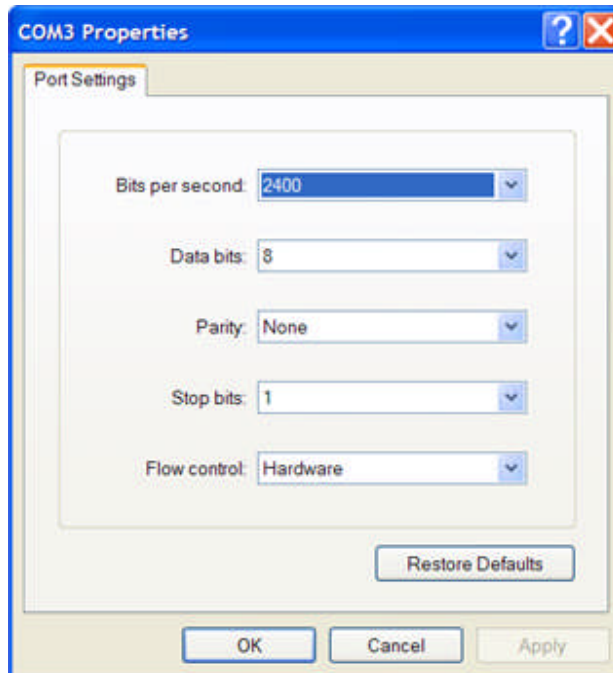 COM3 Properties
Port Settings
Bits per second: 2400
Data bits: 8
Parity: None
Stop bits: 1
Flow control: Hardware
Restore Defaults
OK Cancel Apply